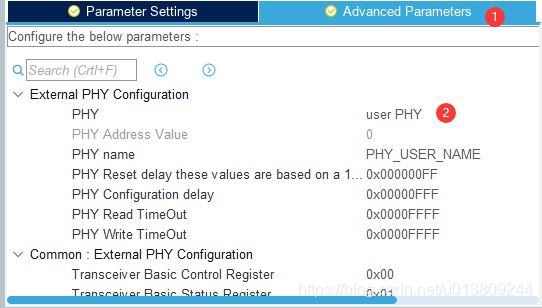 Parameter Settings Advanced Parameters 1
Configure the below parameters :
Search (Crtl+F)
External PHY Configuration
PHY user PHY 2
PHY Address Value 0
PHY name PHY_USER_NAME
PHY Reset delay these values are based on a 1... 0x000000FF
PHY Configuration delay 0x00000FFF
PHY Read TimeOut 0x0000FFFF
PHY Write TimeOut 0x0000FFFF
Common : External PHY Configuration
Transceiver Basic Control Register 0x00
Transceiver Basic Status Register 0x01
https://blog.csdn.net/u013809244